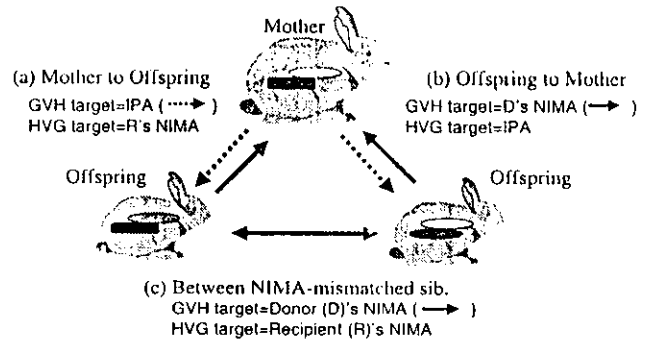 Mother
(a) Mother to Offspring
GVH target=IPA ( ┈▶ )
HVG target=R's NIMA
(b) Offspring to Mother
GVH target=D's NIMA ( → )
HVG target=IPA
Offspring
Offspring
(c) Between NIMA-mismatched sib.
GVH target=Donor (D)'s NIMA ( → )
HVG target=Recipient (R)'s NIMA